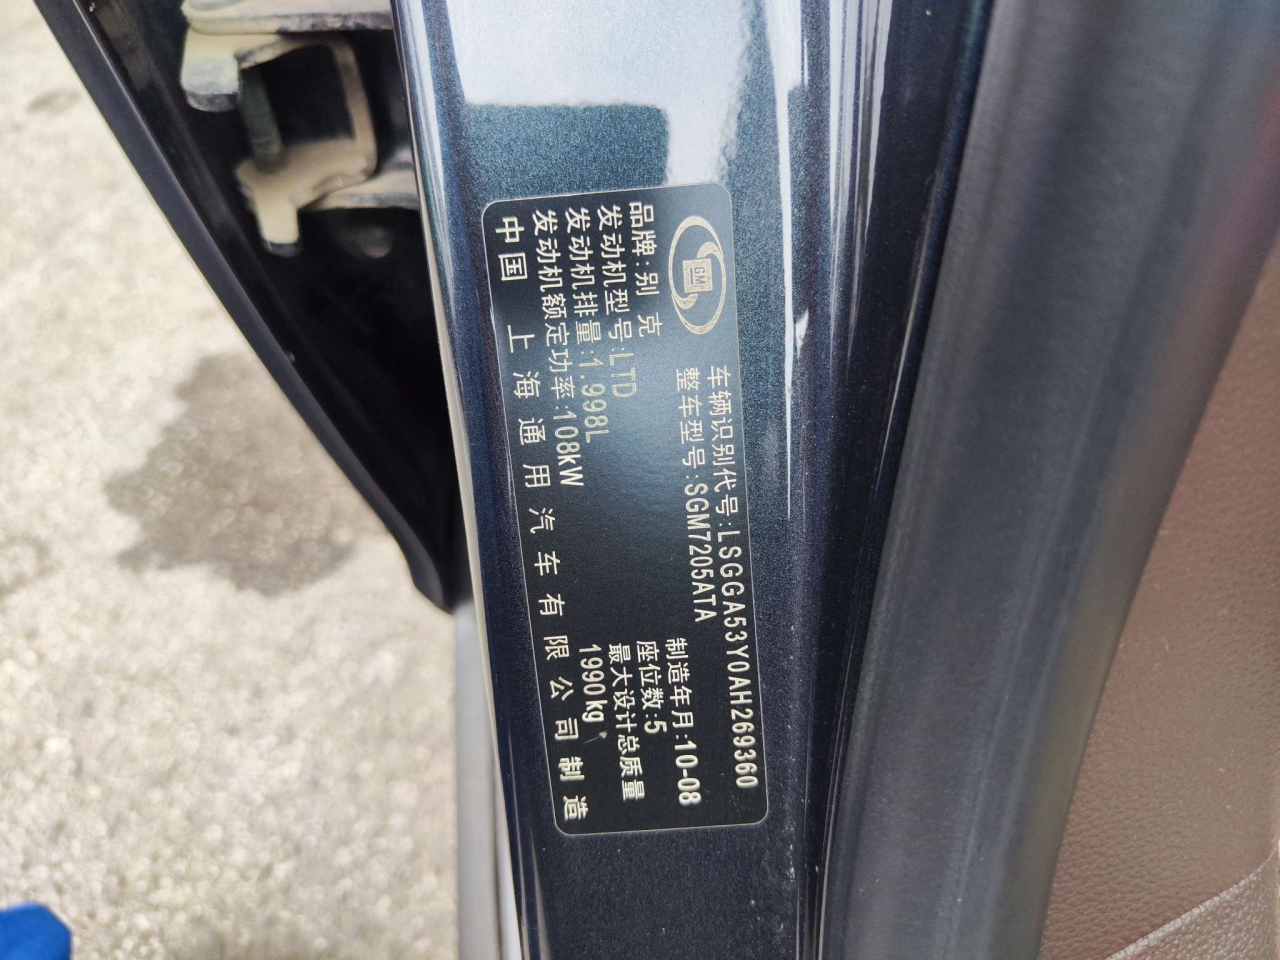 GM
车辆识别代号:LSGGA53Y0AH269360
整车型号:SGM7205ATA
品牌:别克
制造年月:10-08
发动机型号:LTD
座位数:5
发动机排量:1.998L
最大设计总质量
发动机额定功率:108kW
1990kg
中国 上海通用汽车有限公司制造